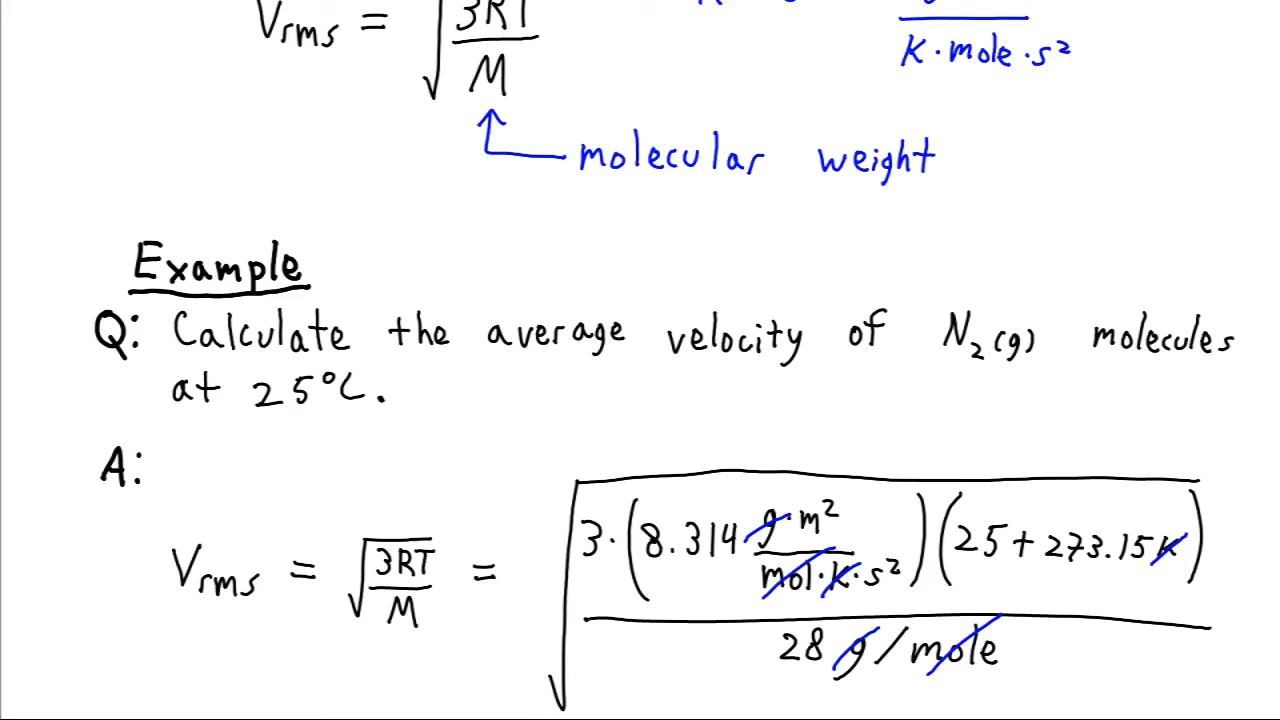 Vrms = √(3RT/M)
K·mole·s²
molecular weight
Example
Q: Calculate the average velocity of N₂(g) molecules
at 25°C.
A:
Vrms = √(3RT/M) = √(3·(8.314 g·m²/mol·K·s²)(25+273.15K)/28 g/mole)